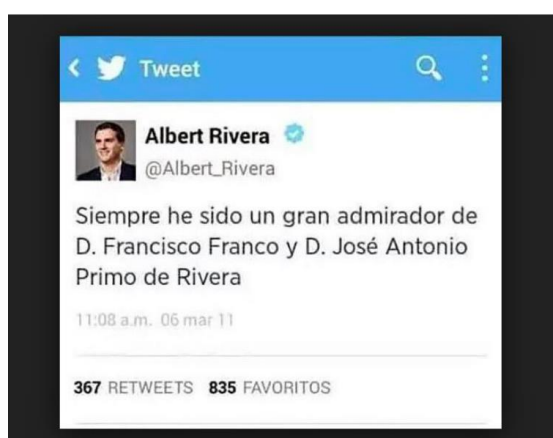 Tweet
Albert Rivera
@Albert_Rivera
Siempre he sido un gran admirador de
D. Francisco Franco y D. José Antonio
Primo de Rivera
11:08 a.m. 06 mar 11
367 RETWEETS 835 FAVORITOS